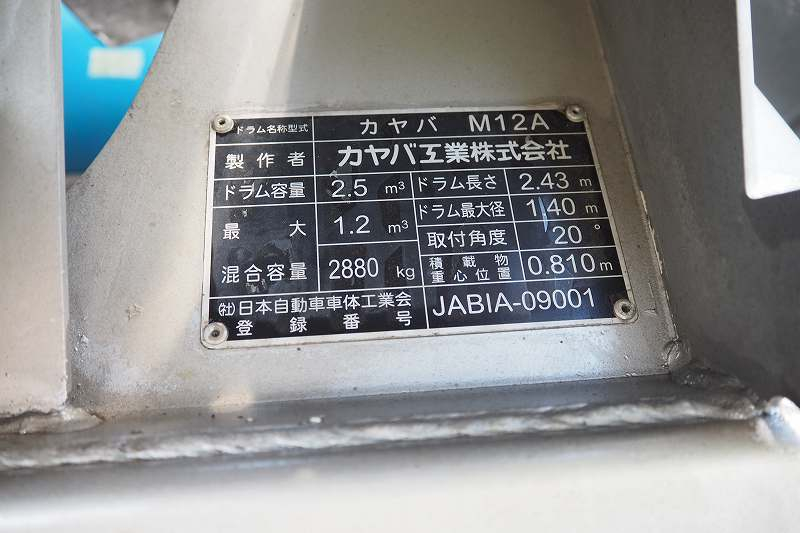 ドラム名称型式 カヤバ M12A
製作者 カヤバ工業株式会社
ドラム容量 2.5 m³ ドラム長さ 2.43 m
最大 1.2 m³ ドラム最大径 1.40 m
取付角度 20°
混合容量 2880 kg 積載物重心位置 0.810 m
(社)日本自動車車体工業会 JABIA-09001
登録番号